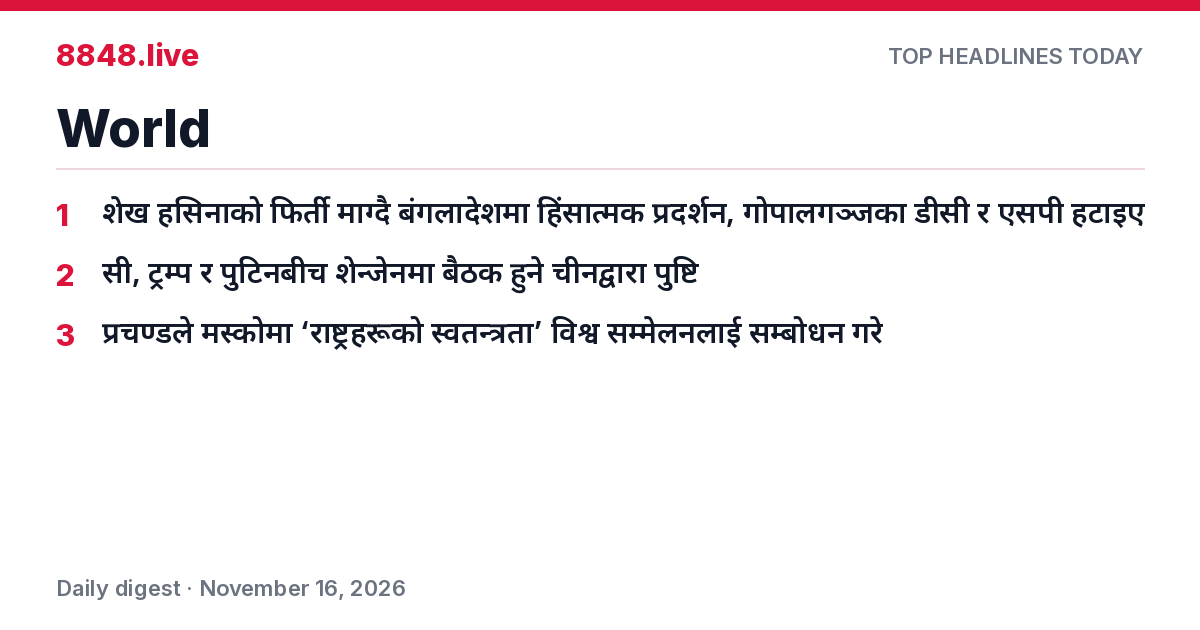 8848.live
TOP HEADLINES TODAY
World
1 शेख हसिनाको फिर्ती माग्दै बंगलादेशमा हिंसात्मक प्रदर्शन, गोपालगञ्जका डीसी र एसपी हटाइए
2 सी, ट्रम्प र पुटिनबीच शेन्जेनमा बैठक हुने चीनद्वारा पुष्टि
3 प्रचण्डले मस्कोमा ‘राष्ट्रहरूको स्वतन्त्रता’ विश्व सम्मेलनलाई सम्बोधन गरे
Daily digest · November 16, 2026